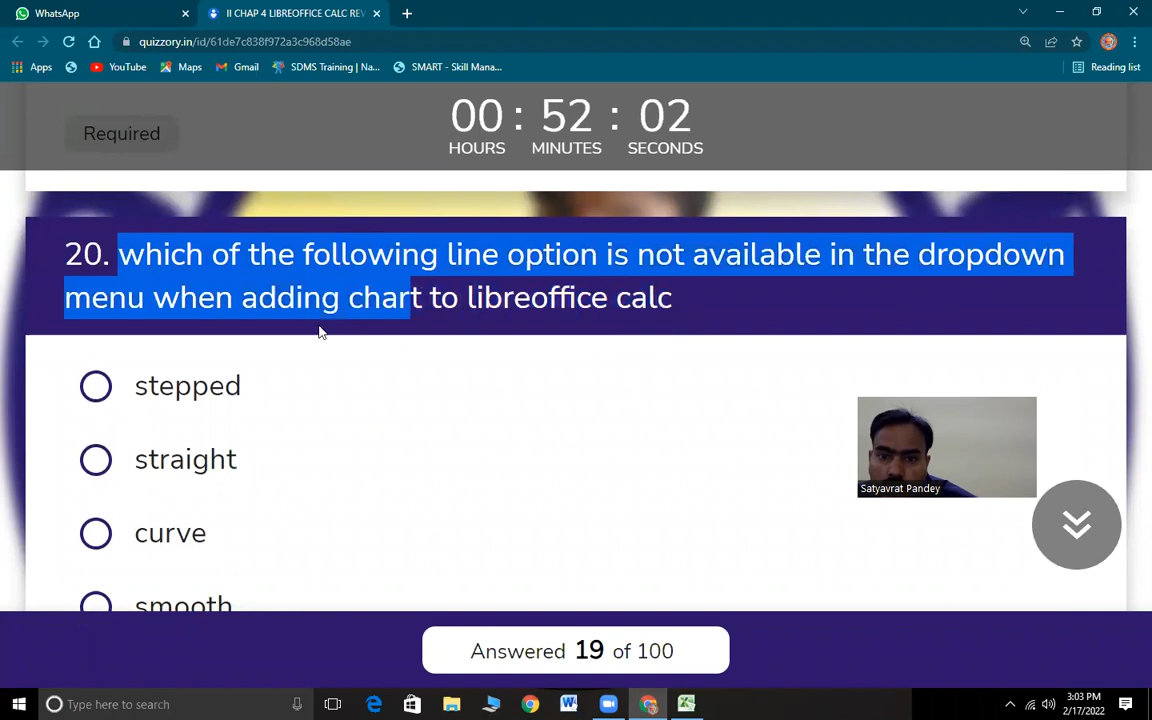 WhatsApp
II CHAP 4 LIBREOFFICE CALC REV
quizzory.in/id/61de7c838f972a3c968d58ae
Apps
YouTube
Maps
Gmail
SDMS Training | Na...
SMART - Skill Mana...
Reading list
Required
00 : 52 : 02
HOURS MINUTES SECONDS
20. which of the following line option is not available in the dropdown
menu when adding chart to libreoffice calc
stepped
straight
curve
smooth
Satyavrat Pandey
Answered 19 of 100
Type here to search
3:03 PM
2/17/2022